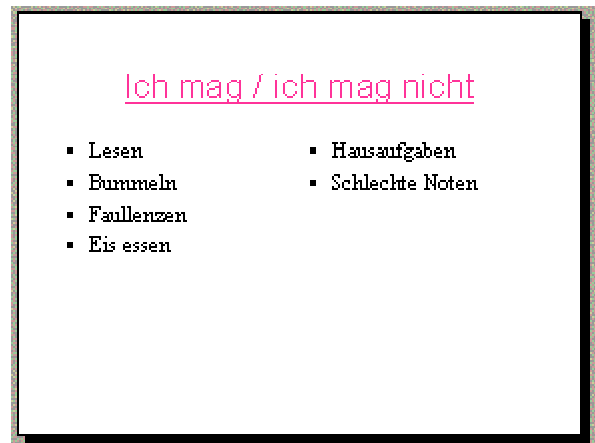 Ich mag / ich mag nicht
Lesen
Bummeln
Faullenzen
Eis essen
Hausaufgaben
Schlechte Noten